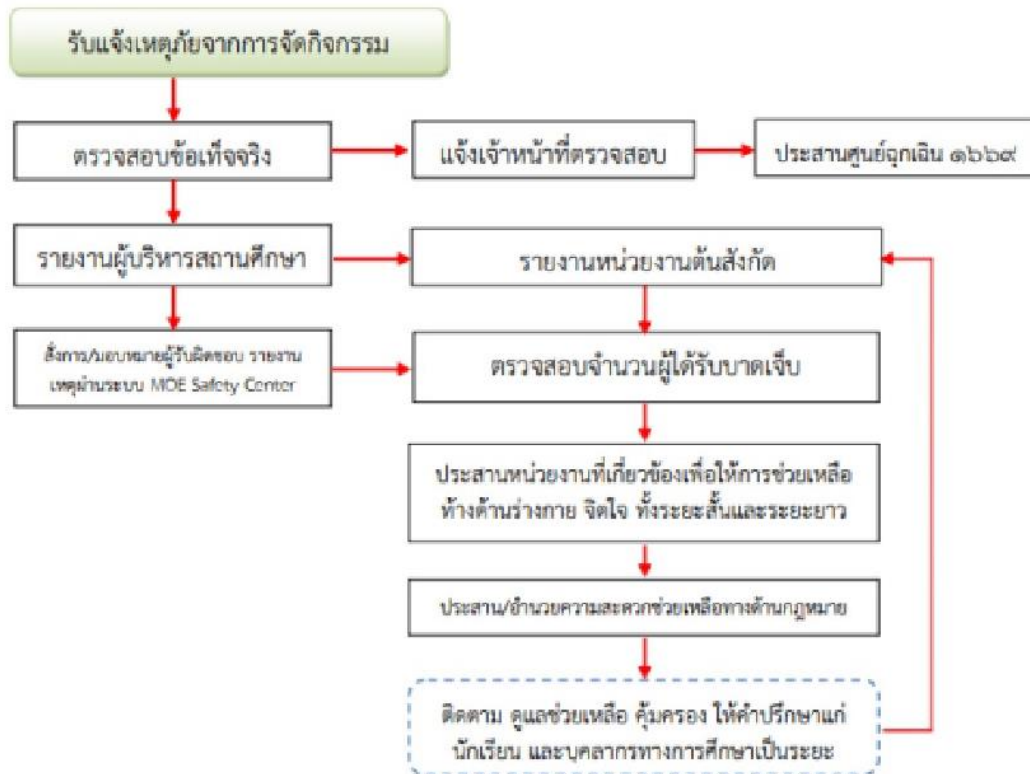 รับแจ้งเหตุภัยจากการจัดกิจกรรม
ตรวจสอบข้อเท็จจริง
แจ้งเจ้าหน้าที่ตรวจสอบ
ประสานศูนย์ฉุกเฉิน ๑๖๖๙
รายงานผู้บริหารสถานศึกษา
รายงานหน่วยงานต้นสังกัด
สั่งการ/มอบหมายผู้รับผิดชอบ รายงาน
เหตุผ่านระบบ MOE Safety Center
ตรวจสอบจำนวนผู้ได้รับบาดเจ็บ
ประสานหน่วยงานที่เกี่ยวข้องเพื่อให้การช่วยเหลือ
ทั้งด้านร่างกาย จิตใจ ทั้งระยะสั้นและระยะยาว
ประสาน/อำนวยความสะดวกช่วยเหลือทางด้านกฎหมาย
ติดตาม ดูแลช่วยเหลือ คุ้มครอง ให้คำปรึกษาแก่
นักเรียน และบุคลากรทางการศึกษาเป็นระยะ